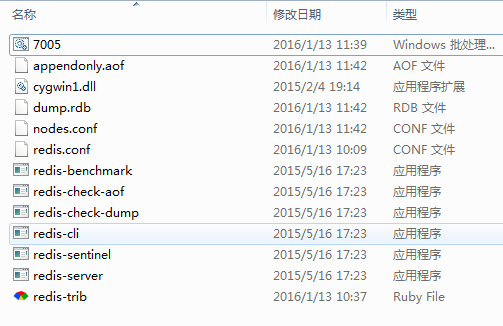 名称 修改日期 类型
7005 2016/1/13 11:39 Windows 批处理...
appendonly.aof 2016/1/13 11:42 AOF 文件
cygwin1.dll 2015/2/4 19:14 应用程序扩展
dump.rdb 2016/1/13 11:42 RDB 文件
nodes.conf 2016/1/13 11:42 CONF 文件
redis.conf 2016/1/13 10:09 CONF 文件
redis-benchmark 2015/5/16 17:23 应用程序
redis-check-aof 2015/5/16 17:23 应用程序
redis-check-dump 2015/5/16 17:23 应用程序
redis-cli 2015/5/16 17:23 应用程序
redis-sentinel 2015/5/16 17:23 应用程序
redis-server 2015/5/16 17:23 应用程序
redis-trib 2016/1/13 10:37 Ruby File